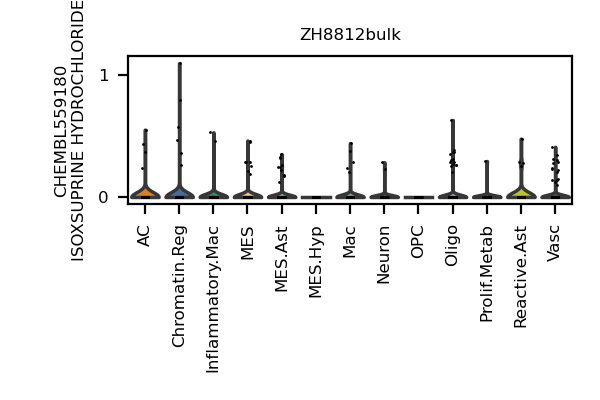 ZH8812bulk
CHEMBL559180
ISOXSUPRINE HYDROCHLORIDE
1
0
AC
Chromatin.Reg
Inflammatory.Mac
MES
MES.Ast
MES.Hyp
Mac
Neuron
OPC
Oligo
Prolif.Metab
Reactive.Ast
Vasc